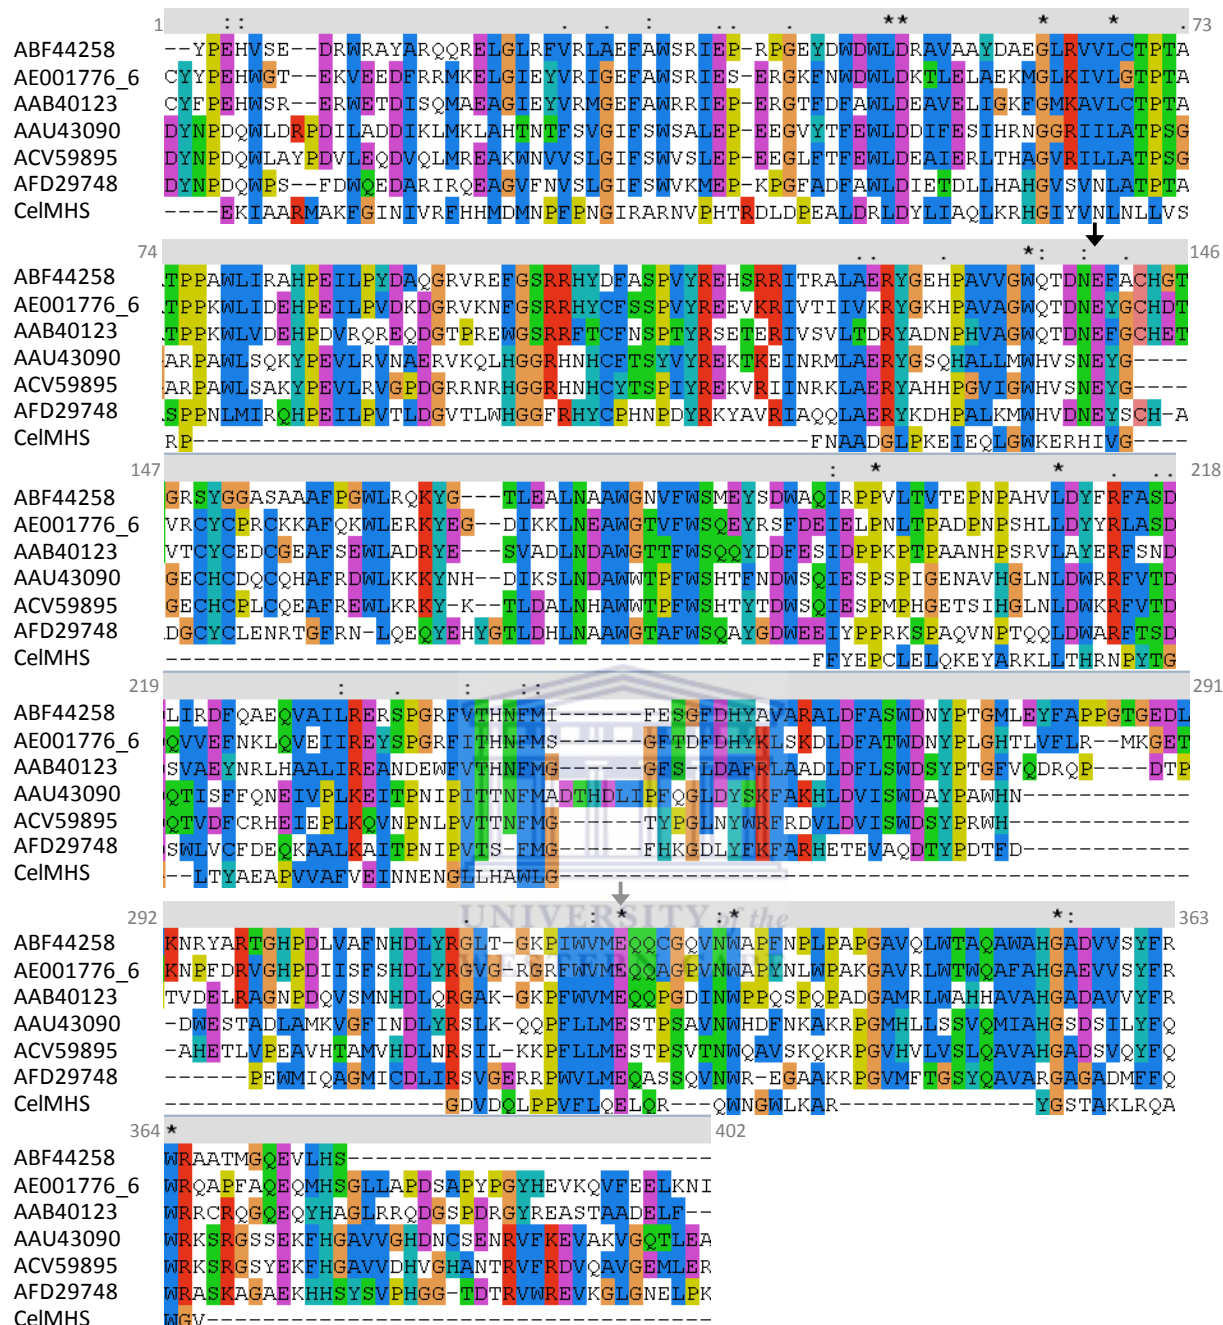 1 : : . . : . . * * * * . 73
ABF44258 --YPEHVSE--DRWRAYARQQRELGLRFVRLAEFAWSRIEP-RPGEYDWDWLDRAVAAYDAEGLRVVLCTPTA
AE001776_6 CYYPEHWGT--EKVEEDFRRMKELGIEYVRIGEFAWSRIES-ERGKFNWDWLDKTLELAEKMGLKIVLGTPTA
AAB40123 CYFPEHWSR--ERWETDISQMAEAGIEYVRMGEFAWRRIEP-ERGTFDFAWLDEAVELIGKFGMKAVLCTPTA
AAU43090 DYNPDQWLDRPDILADDIKLMKLAHTNTFSVGIFSWSALEP-EEGVYTFEWLDDIFESIHRNGGRIILATPSG
ACV59895 DYNPDQWLAYPDVLEQDVQLMREAKWNVVSLGIFSWVSLEP-EEGLFTFEWLDEAIERLTHAGVRILLATPSG
AFD29748 DYNPDQWPS--FDWQEDARIRQEAGVFNVSLGIFSWVKMEP-KPGFADFAWLDIETDLLHAHGVSVNLATPTA
CelMHS ----EKIAARMAKFGINIVRFHHMDMNPFPNGIRARNVPHTRDLDPEALDRLDYLIAQLKRHGIYVNLNLLVS
74 . . . * : : . 146
ABF44258 TPPAWLIRAHPEILPYDAQGRVREFGSRRHYDFASPVYREHSRRITRALAERYGEHPAVVGWQTDNEFACHGT
AE001776_6 TPPKWLIDEHPEILPVDKDGRVKNFGSRRHYCFSSPVYREEVKRIVTIIVKRYGKHPAVAGWQTDNEYGCHDT
AAB40123 TPPKWLVDEHPDVRQREQDGTPREWGSRRFTCFNSPTYRSETERIVSVLTDRYADNPHVAGWQTDNEFGCHET
AAU43090 ARPAWLSQKYPEVLRVNAERVKQLHGGRHNHCFTSYVYREKTKEINRMLAERYGSQHALLMWHVSNEYG----
ACV59895 ARPAWLSAKYPEVLRVGPDGRRNRHGGRHNHCYTSPIYREKVRIINRKLAERYAHHPGVIGWHVSNEYG----
AFD29748 SPPNLMIRQHPEILPVTLDGVTLWHGGFRHYCPHNPDYRKYAVRIAQQLAERYKDHPALKMWHVDNEYSCH-A
CelMHS RP--------------------------------------------FNAADGLPKEIEQLGWKERHIVG----
147 : * * . . . 218
ABF44258 GRSYGGASAAAFPGWLRQKYG---TLEALNAAWGNVFWSMEYSDWAQIRPPVLTVTEPNPAHVLDYFRFASD
AE001776_6 VRCYCPRCKKAFQKWLERKYEG--DIKKLNEAWGTVFWSQEYRSFDEIELPNLTPADPNPSHLLDYYRLASD
AAB40123 VTCYCEDCGEAFSEWLADRYE---SVADLNDAWGTTFWSQQYDDFESIDPPKPTPAANHPSRVLAYERFSND
AAU43090 GECHCDQCQHAFRDWLKKKYNH--DIKSLNDAWWTPFWSHTFNDWSQIESPSPIGENAVHGLNLDWRRFVTD
ACV59895 GECHCPLCQEAFREWLKRKY-K--TLDALNHAWWTPFWSHTYTDWSQIESPMPHGETSIHGLNLDWKRFVTD
AFD29748 DGCYCLENRTGFRN-LQEQYEHYGTLDHLNAAWGTAFWSQAYGDWEEIYPPRKSPAQVNPTQQLDWARFTSD
CelMHS ----------------------------------------------FFYEPCLELQKEYARKLLTHRNPYTG
219 : . : : : 291
ABF44258 LIRDFQAEQVAILRERSPGRFVTHNFMI-----FESGFDHYAVARALDFASWDNYPTGMLEYFAPPGTGEDL
AE001776_6 QVVEFNKLQVEIIREYSPGRFITHNFMS-----GFTDFDHYKLSKDLDFATWDNYPLGHTLVFLR--MKGET
AAB40123 SVAEYNRLHAALIREANDEWFVTHNFMG-----GFS-LDAFRLAADLDFLSWDSYPTGFVQDRQP----DTP
AAU43090 QTISFFQNEIVPLKEITPNIPITTNFMADTHDLIPFQGLDYSKFAKHLDVISWDAYPAWHN------------
ACV59895 QTVDFCRHEIEPLKQVNPNLPVTTNFMG-----TYPGLNYWRFRDVLDVISWDSYPRWH-------------
AFD29748 SWLVCFDEQKAALKAITPNIPVTS-FMG-----FHKGDLYFKFARHETEVAQDTYPDTFD------------
CelMHS --LTYAEAPVVAFVEINNENGLLHAWLG---------------------------------------------
UNIVERSITY of the
WESTERN CAPE
292 . : * : * * : 363
ABF44258 KNRYARTGHPDLVAFNHDLYRGLT-GKPIWVMEQQCGQVNWAPFNPLPAPGAVQLWTAQAWAHGADVVSYFR
AE001776_6 KNPFDRVGHPDIISFSHDLYRGVG-RGRFWVMEQQAGPVNWAPYNLWPAKGAVRLWTWQAFAHGAEVVSYFR
AAB40123 TVDELRAGNPDQVSMNHDLQRGAK-GKPFWVMEQQPGDINWPPQSPQPADGAMRLWAHHAVAHGADAVVYFR
AAU43090 -DWESTADLAMKVGFINDLYRSLK-QQPFLLMESTPSAVNWHDFNKAKRPGMHLLSSVQMIAHGSDSILYFQ
ACV59895 -AHETLVPEAVHTAMVHDLNRSIL-KKPFLLMESTPSVTNWQAVSKQKRPGVHVLVSLQAVAHGADSVQYFQ
AFD29748 ------PEWMIQAGMICDLIRSVGERRPWVLMEQASSQVNWR-EGAAKRPGVMFTGSYQAVARGAGADMFFQ
CelMHS --------------------GDVDQLPPVFLQELQR---QWNGWLKAR--------------YGSTAKLRQA
364 * 402
ABF44258 WRAATMGQEVLHS--------------------------
AE001776_6 WRQAPFAQEQMHSGLLAPDSAPYPGYHEVKQVFEELKNI
AAB40123 WRRCRQGQEQYHAGLRRQDGSPDRGYREASTAADELF--
AAU43090 WRKSRGSSEKFHGAVVGHDNCSENRVFKEVAKVGQTLEA
ACV59895 WRKSRGSYEKFHGAVVDHVGHANTRVFRDVQAVGEMLER
AFD29748 WRASKAGAEKHHSYSVPHGG-TDTRVWREVKGLGNELPK
CelMHS WGV------------------------------------